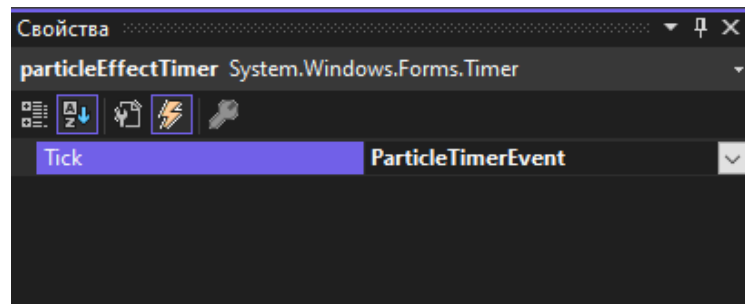 Свойства
particleEffectTimer System.Windows.Forms.Timer
Tick ParticleTimerEvent